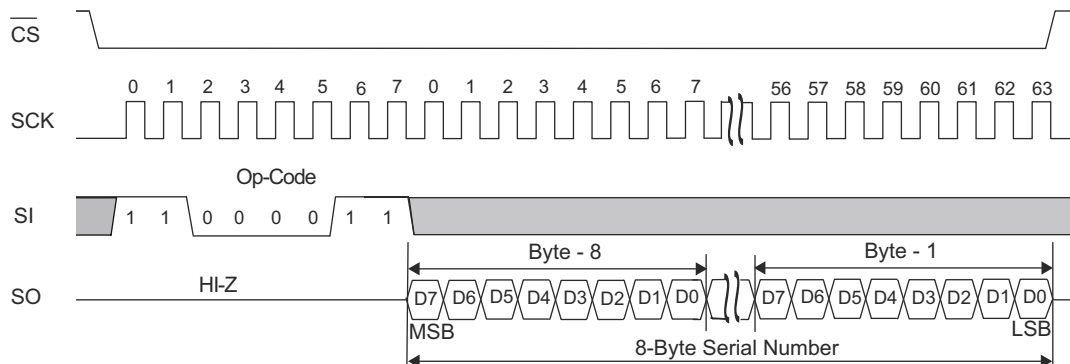 CS
0 1 2 3 4 5 6 7 0 1 2 3 4 5 6 7 56 57 58 59 60 61 62 63
SCK
Op-Code
SI 1 1 0 0 0 0 1 1
Byte - 8 Byte - 1
HI-Z
SO D7 D6 D5 D4 D3 D2 D1 D0 D7 D6 D5 D4 D3 D2 D1 D0
MSB LSB
8-Byte Serial Number